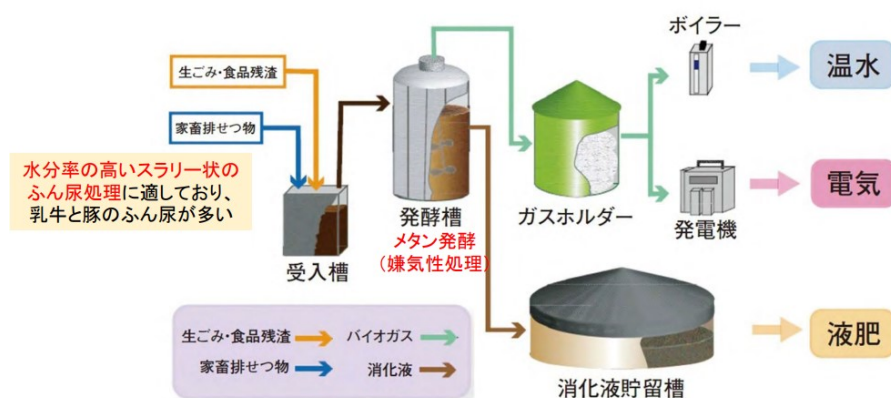 生ごみ・食品残渣
家畜排せつ物
水分率の高いスラリー状の
ふん尿処理に適しており、
乳牛と豚のふん尿が多い
受入槽
発酵槽
メタン発酵
(嫌気性処理)
ガスホルダー
ボイラー
温水
発電機
電気
消化液貯留槽
液肥
生ごみ・食品残渣
バイオガス
家畜排せつ物
消化液